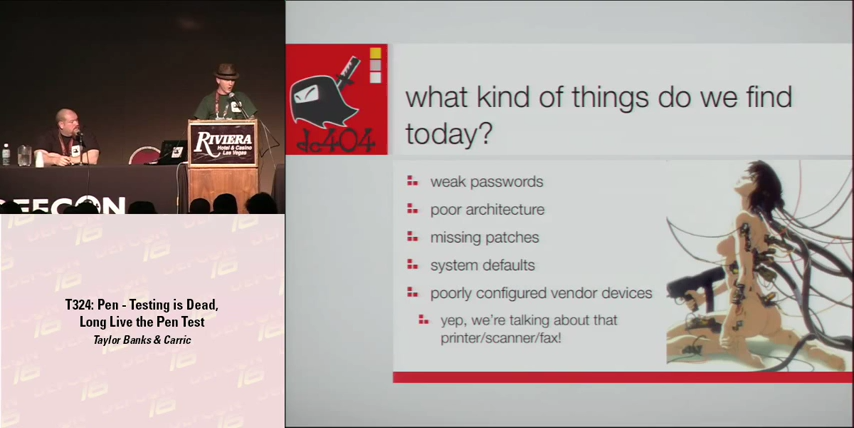 RIVIERA
Hotel & Casino
Las Vegas
DEFCON
T324: Pen - Testing is Dead,
Long Live the Pen Test
Taylor Banks & Carric
dc404
what kind of things do we find
today?
weak passwords
poor architecture
missing patches
system defaults
poorly configured vendor devices
yep, we're talking about that
printer/scanner/fax!